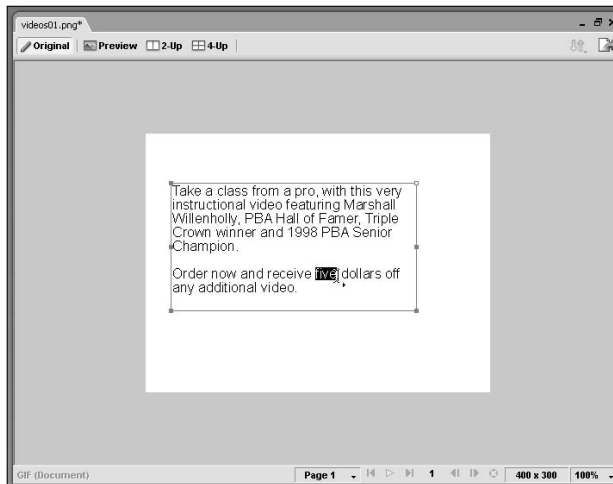 videos01.png*
Original Preview 2-Up 4-Up
Take a class from a pro, with this very
instructional video featuring Marshall
Willenholly, PBA Hall of Famer, Triple
Crown winner and 1998 PBA Senior
Champion.
Order now and receive five dollars off
any additional video.
GIF (Document) Page 1 1 400 x 300 100%